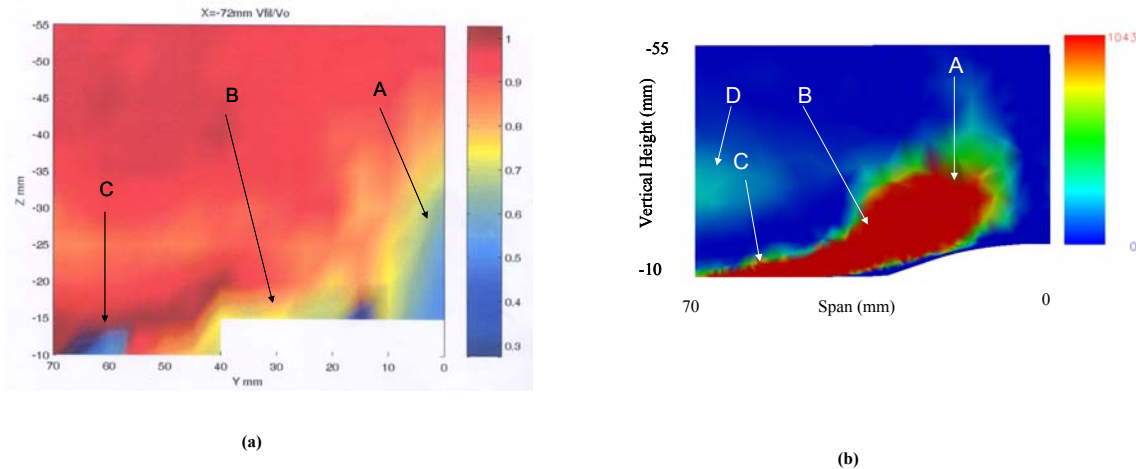 X=-72mm Vfil/Vo
-55
-50
-45
-40
-35
-30
-25
-20
-15
-10
Z mm
70
60
50
40
30
20
10
0
Y mm
A
B
C
1
0.9
0.8
0.7
0.6
0.5
0.4
0.3
(a)
-55
-10
Vertical Height (mm)
70
Span (mm)
0
A
B
D
C
1043
0
(b)